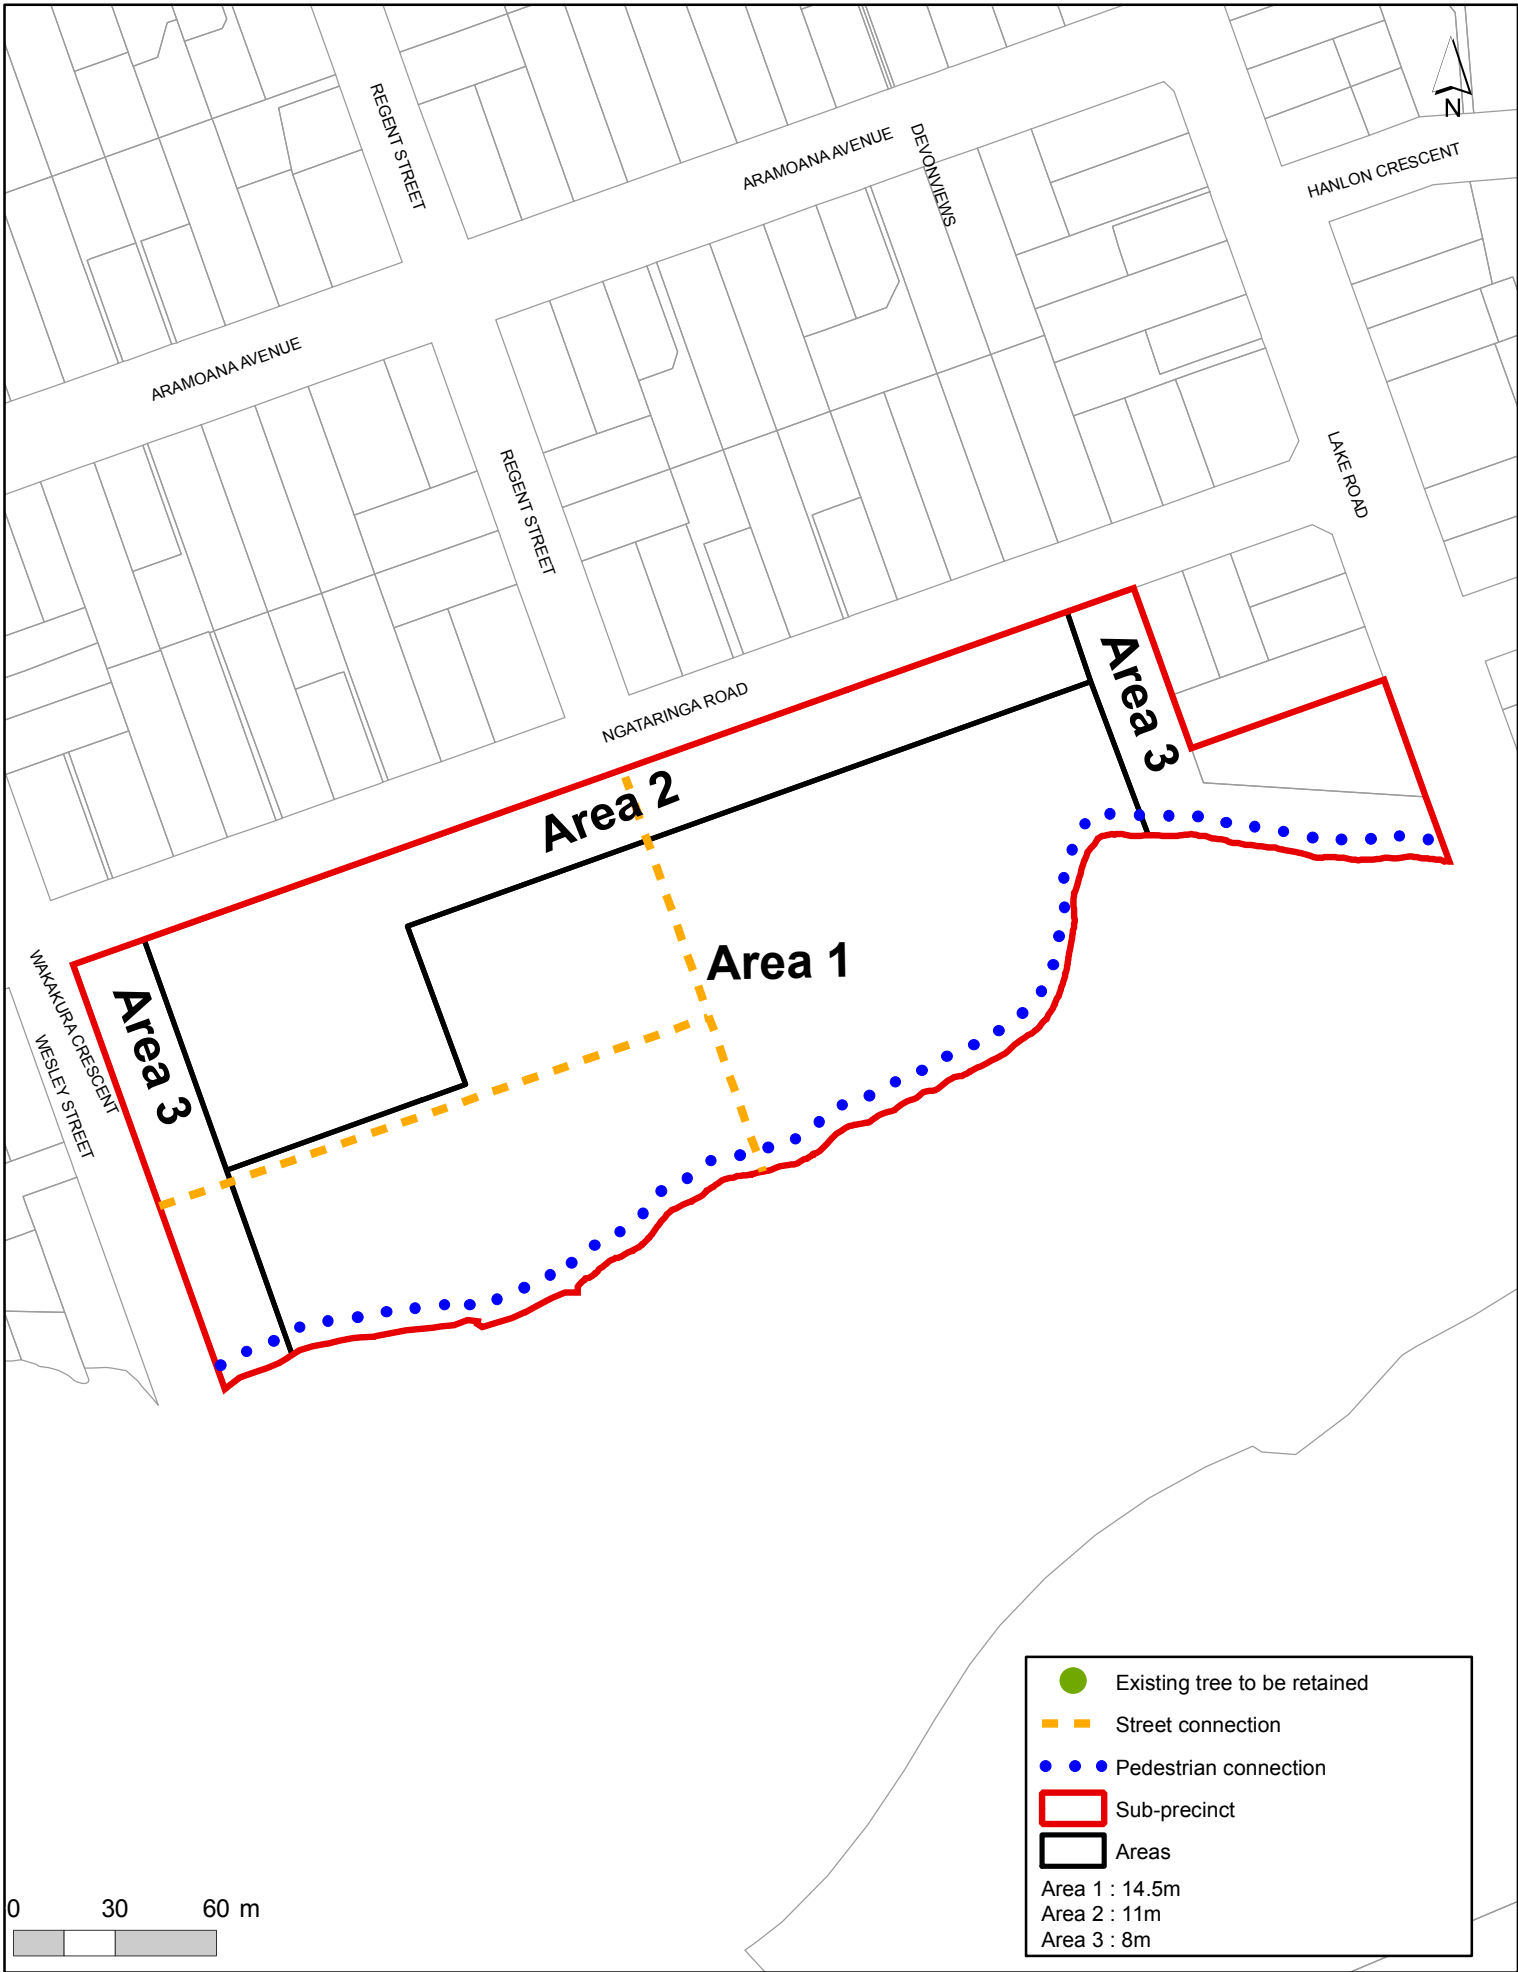 REGENT STREET
ARAMOANA AVENUE
DEVONVIEWS
N
HANLON CRESCENT
ARAMOANA AVENUE
REGENT STREET
LAKE ROAD
NGATARINGA ROAD
Area 3
Area 2
Area 1
WAKAKURA CRESCENT
WESLEY STREET
Area 3
Existing tree to be retained
Street connection
Pedestrian connection
Sub-precinct
Areas
Area 1 : 14.5m
Area 2 : 11m
Area 3 : 8m
0 30 60 m